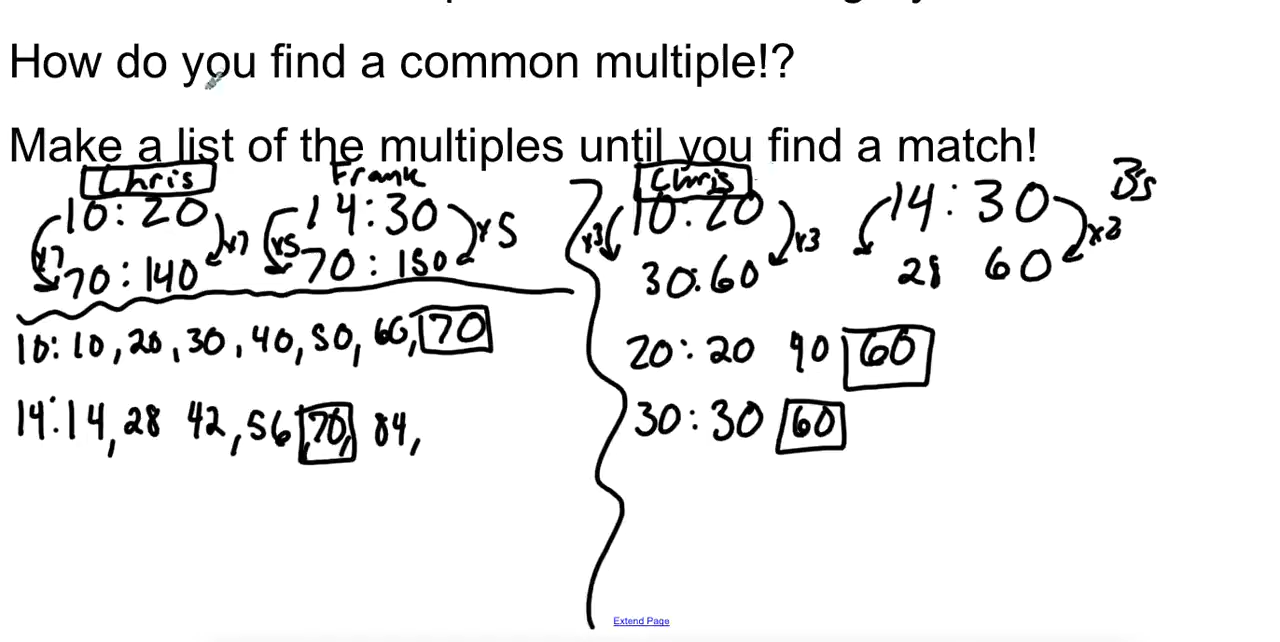 How do you find a common multiple!?
Make a list of the multiples until you find a match!
Chris Frank
10:20 x7 x7 14:30 x5 x5
70:140 70:150
10: 10, 20, 30, 40, 50, 60, 70
14: 14, 28 42, 56, 70, 84,
Chris B's
10:20 x3 x3 14:30 x2
30:60 28 60
20: 20 40 60
30: 30 60
Extend Page